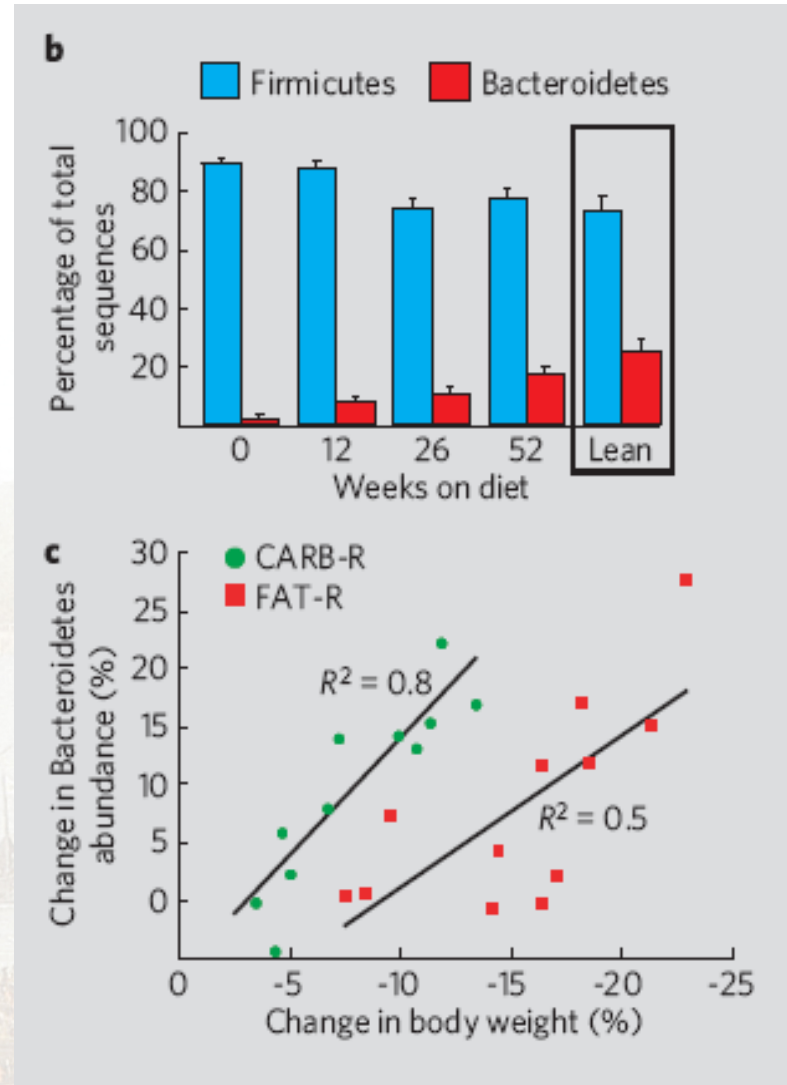 b
Firmicutes Bacteroidetes
Percentage of total
sequences
100
80
60
40
20
0 12 26 52 Lean
Weeks on diet
c
CARB-R
FAT-R
Change in Bacteroidetes
abundance (%)
30
25
20
15
10
5
0
R² = 0.8
R² = 0.5
0 -5 -10 -15 -20 -25
Change in body weight (%)